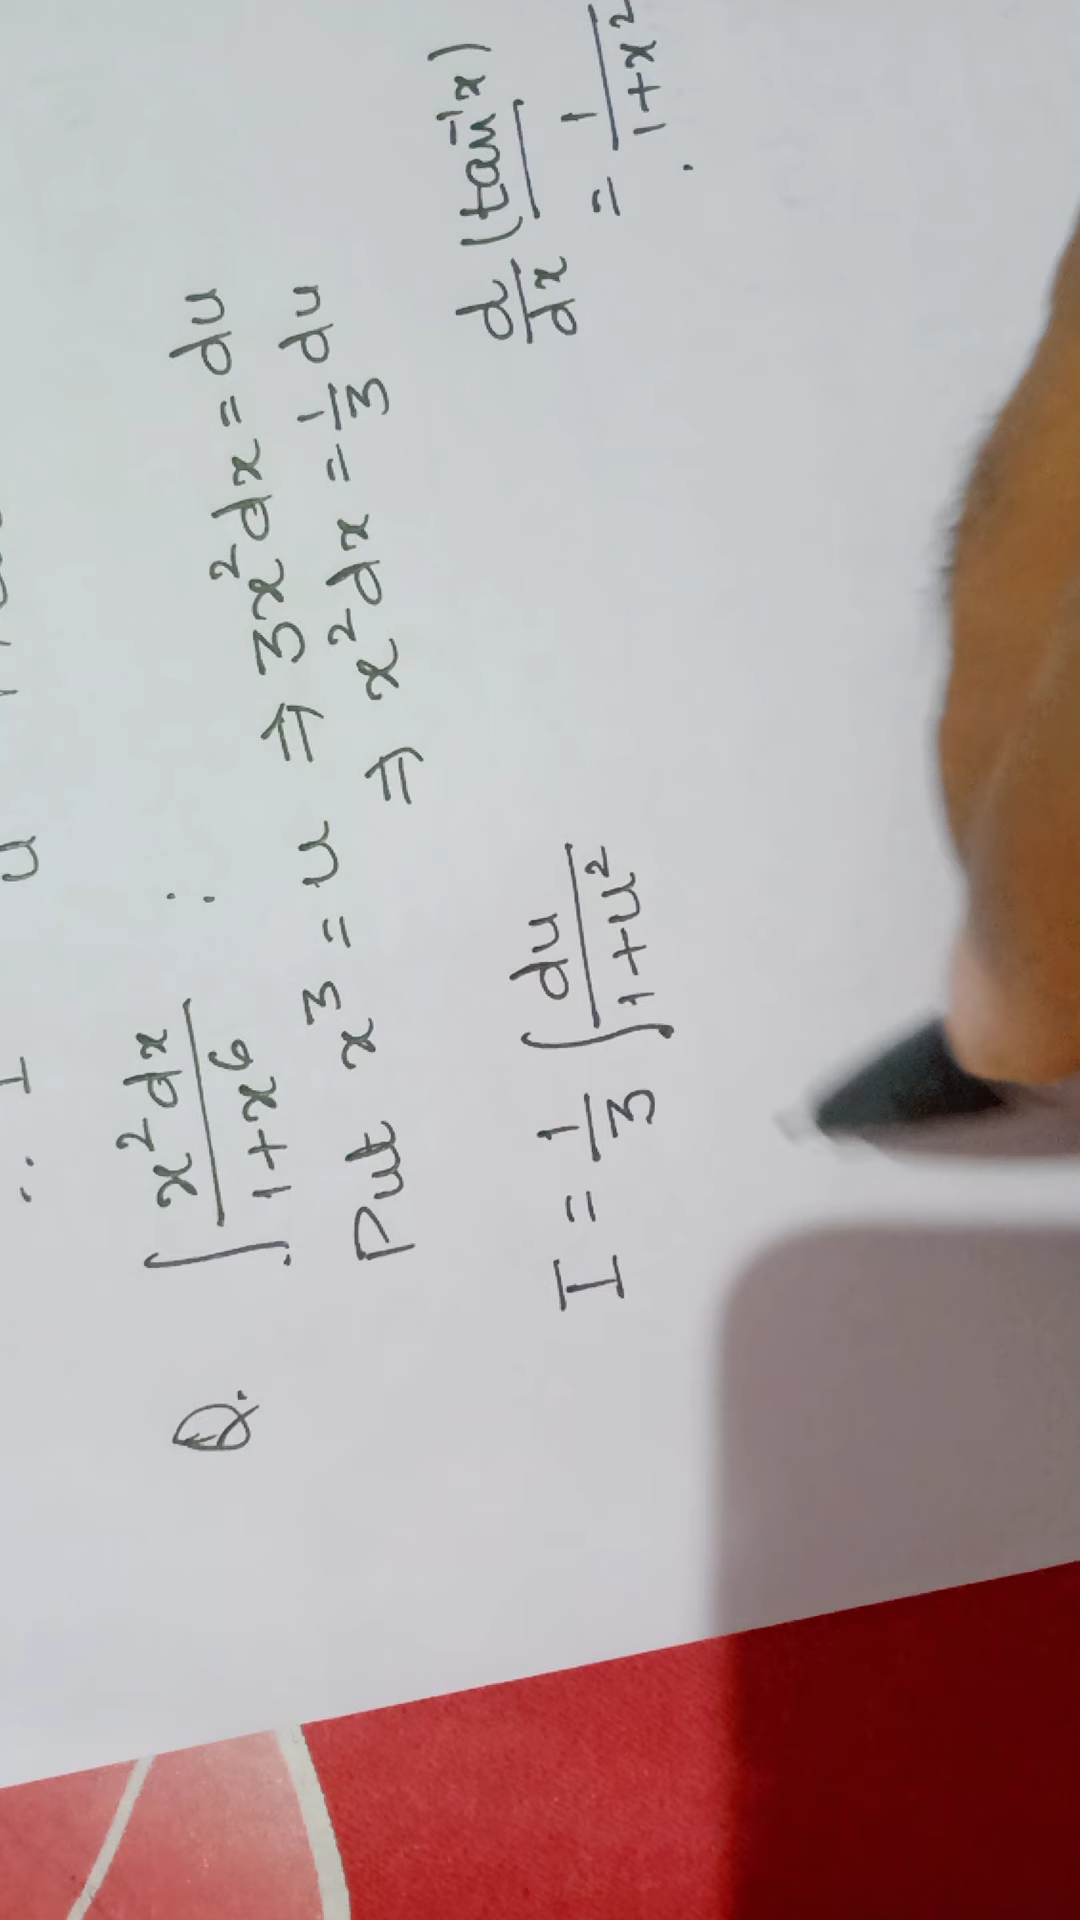 ∴ I
Q. ∫ x²dx / 1+x⁶ :
Put x³ = u ⇒ 3x²dx = du
⇒ x²dx = 1/3 du
I = 1/3 ∫ du / 1+u²
d/dx (tan⁻¹x)
= 1 / 1+x².